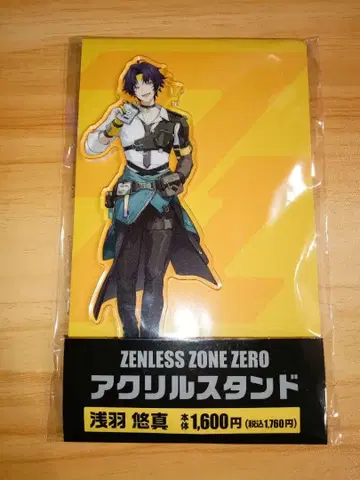 ZENLESS ZONE ZERO
アクリルスタンド
浅羽 悠真 本体 1,600円(税込1,760円)